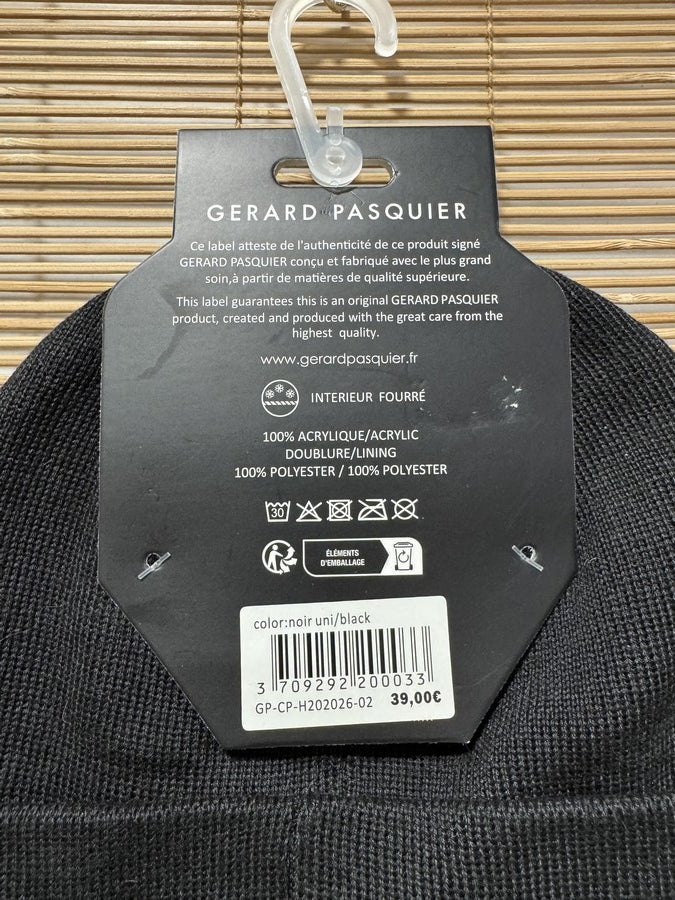 GERARD PASQUIER
Ce label atteste de l'authenticité de ce produit signé
GERARD PASQUIER conçu et fabriqué avec le plus grand
soin,à partir de matières de qualité supérieure.
This label guarantees this is an original GERARD PASQUIER
product, created and produced with the great care from the
highest quality.
www.gerardpasquier.fr
INTERIEUR FOURRÉ
100% ACRYLIQUE/ACRYLIC
DOUBLURE/LINING
100% POLYESTER / 100% POLYESTER
30
ÉLÉMENTS
D'EMBALLAGE
color:noir uni/black
3 709292 200033
GP-CP-H202026-02 39,00€